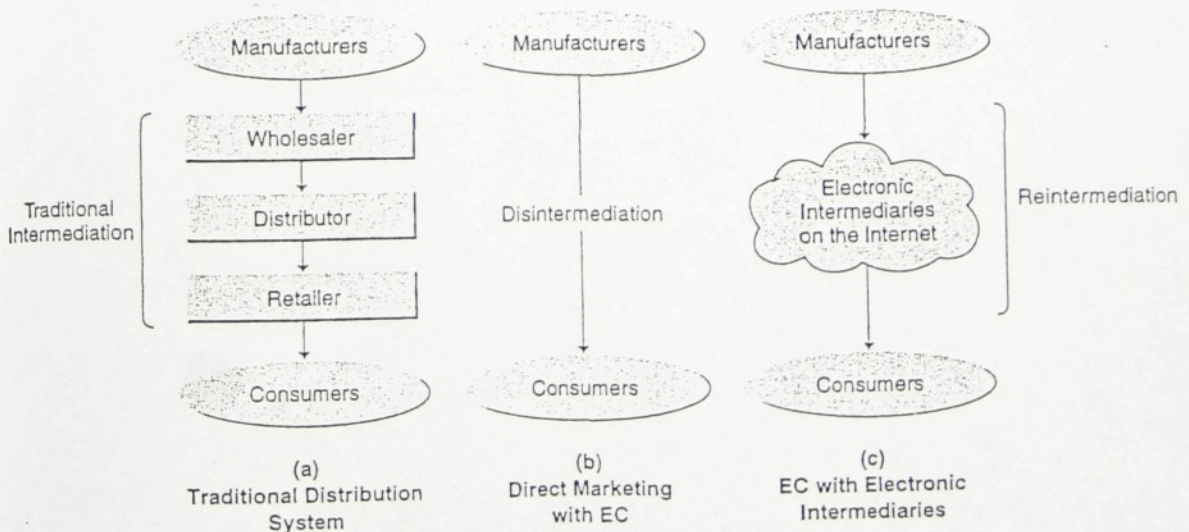 Manufacturers
Wholesaler
Distributor
Retailer
Consumers
Traditional
Intermediation
(a)
Traditional Distribution
System
Manufacturers
Disintermediation
Consumers
(b)
Direct Marketing
with EC
Manufacturers
Electronic
Intermediaries
on the Internet
Consumers
Reintermediation
(c)
EC with Electronic
Intermediaries